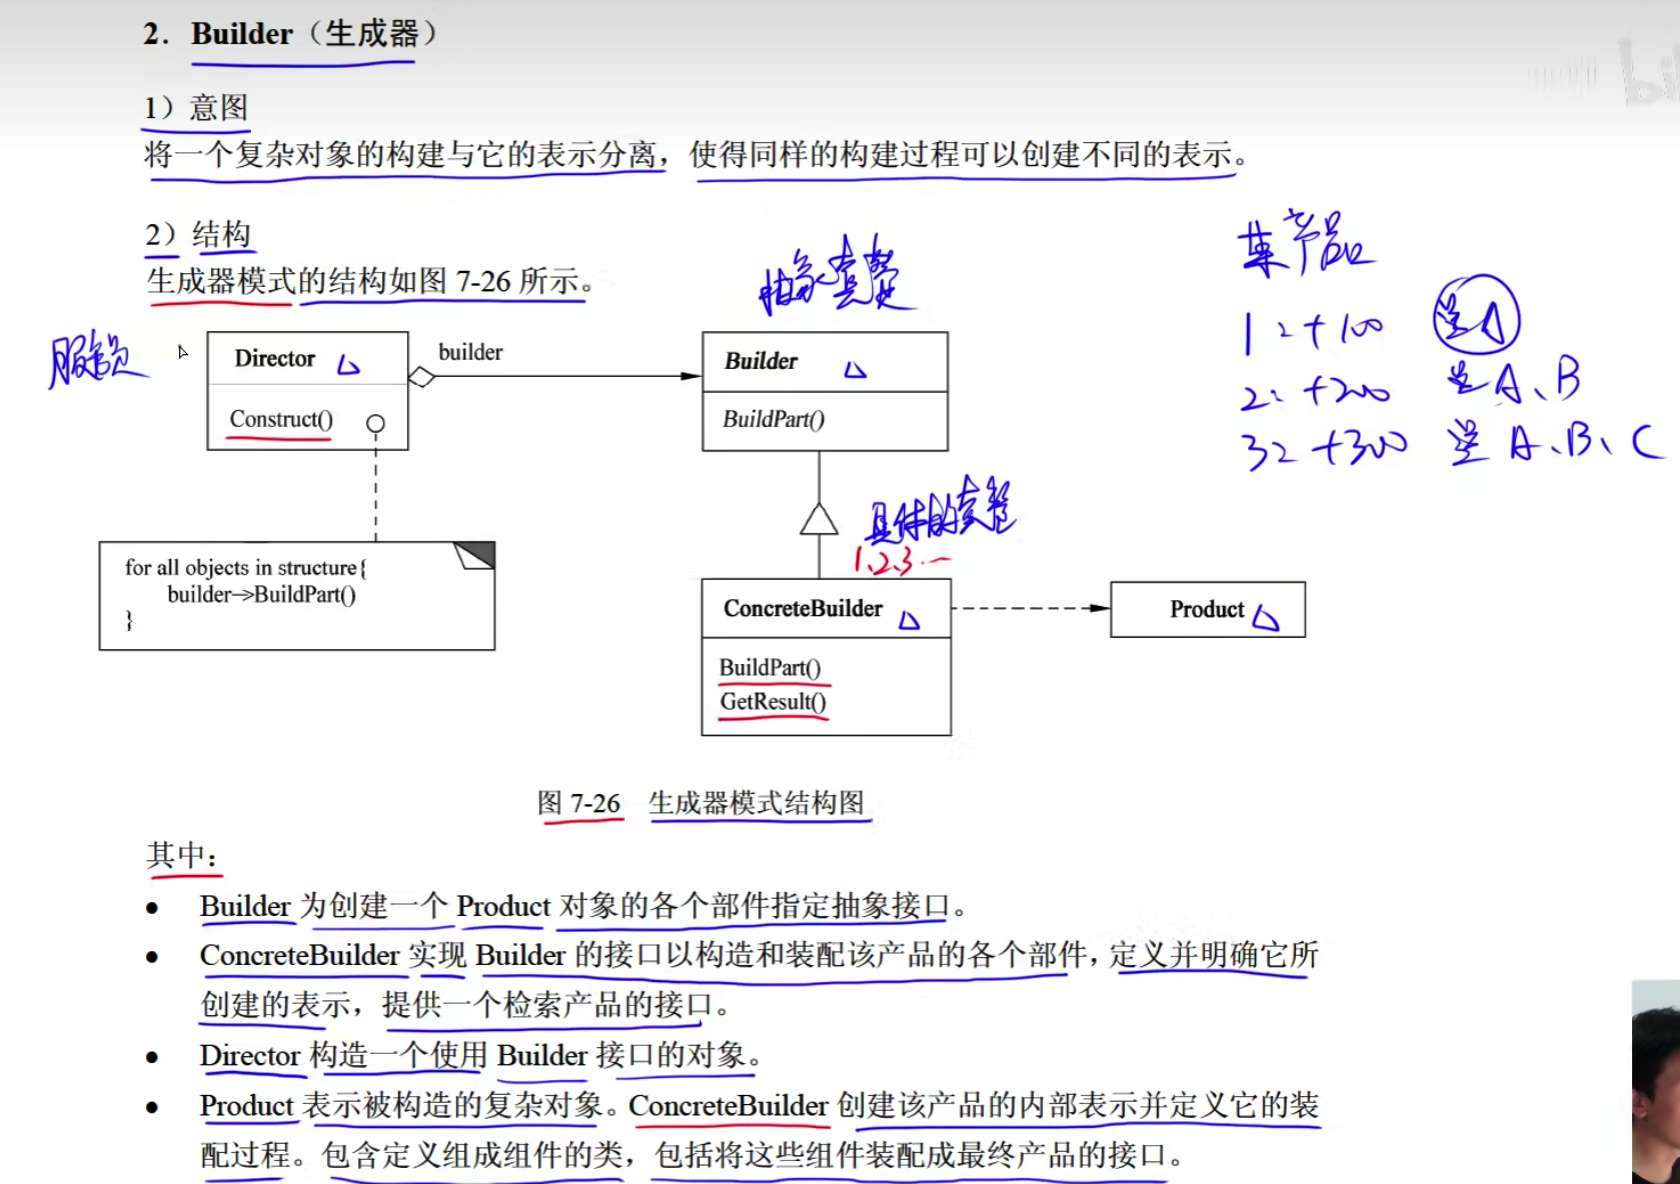 2. Builder（生成器）
1）意图
将一个复杂对象的构建与它的表示分离，使得同样的构建过程可以创建不同的表示。
2）结构
生成器模式的结构如图 7-26 所示。
抽象套餐
某产品
1：+100 送A
2：+200 送A、B
3：+300 送A、B、C
服务员
Director
Construct()
builder
Builder
BuildPart()
具体的套餐
1、2、3…
for all objects in structure{
builder->BuildPart()
}
ConcreteBuilder
BuildPart()
GetResult()
Product
图 7-26 生成器模式结构图
其中：
● Builder 为创建一个 Product 对象的各个部件指定抽象接口。
● ConcreteBuilder 实现 Builder 的接口以构造和装配该产品的各个部件，定义并明确它所
创建的表示，提供一个检索产品的接口。
● Director 构造一个使用 Builder 接口的对象。
● Product 表示被构造的复杂对象。ConcreteBuilder 创建该产品的内部表示并定义它的装
配过程。包含定义组成组件的类，包括将这些组件装配成最终产品的接口。